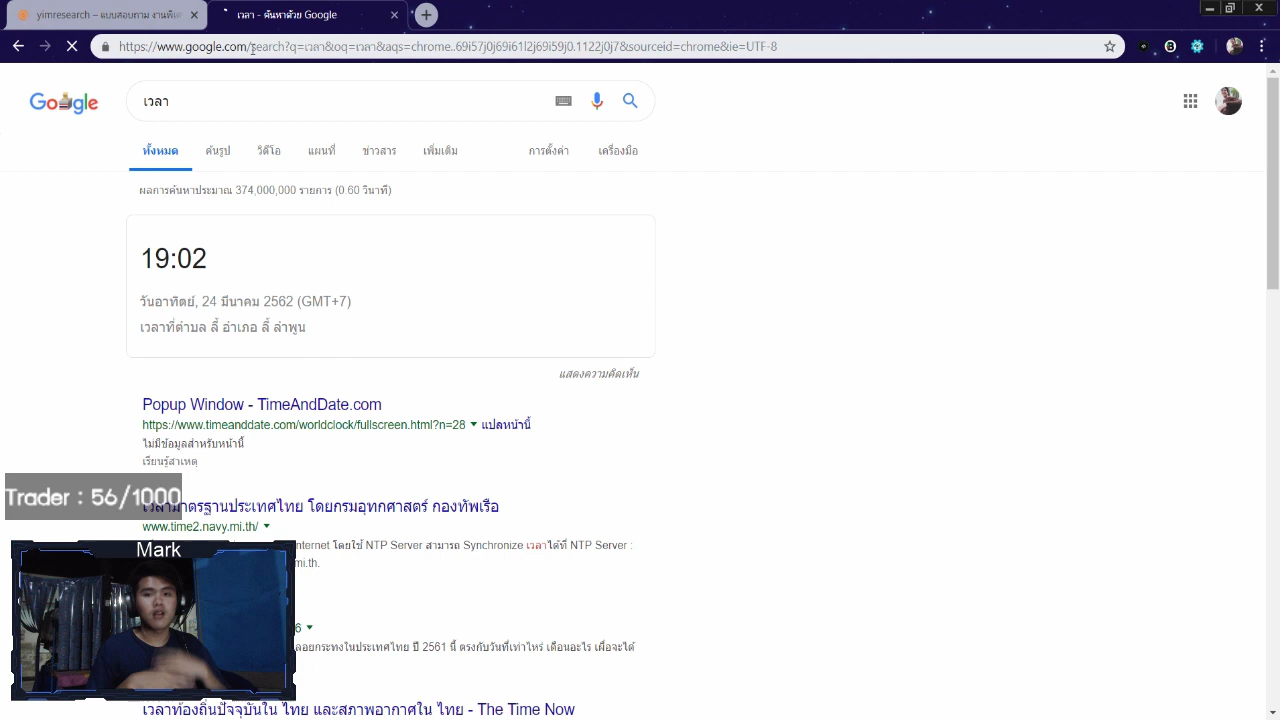 yimresearch - แบบสอบถาม งานพิเศ
เวลา - ค้นหาด้วย Google
https://www.google.com/search?q=เวลา&oq=เวลา&aqs=chrome..69i57j0j69i61l2j69i59j0.1122j0j7&sourceid=chrome&ie=UTF-8
Google
เวลา
ทั้งหมด ค้นรูป วิดีโอ แผนที่ ข่าวสาร เพิ่มเติม การตั้งค่า เครื่องมือ
ผลการค้นหาประมาณ 374,000,000 รายการ (0.60 วินาที)
19:02
วันอาทิตย์, 24 มีนาคม 2562 (GMT+7)
เวลาที่ตำบล ลี้ อำเภอ ลี้ ลำพูน
แสดงความคิดเห็น
Popup Window - TimeAndDate.com
https://www.timeanddate.com/worldclock/fullscreen.html?n=28 แปลหน้านี้
ไม่มีข้อมูลสำหรับหน้านี้
เรียนรู้สาเหตุ
Trader : 56/1000
เวลามาตรฐานประเทศไทย โดยกรมอุทกศาสตร์ กองทัพเรือ
www.time2.navy.mi.th/
nternet โดยใช้ NTP Server สามารถ Synchronize เวลาได้ที่ NTP Server :
mi.th.
Mark
6
ลอยกระทงในประเทศไทย ปี 2561 นี้ ตรงกับวันที่เท่าไหร่ เดือนอะไร เผื่อจะได้
เวลาท้องถิ่นปัจจุบันใน ไทย และสภาพอากาศใน ไทย - The Time Now